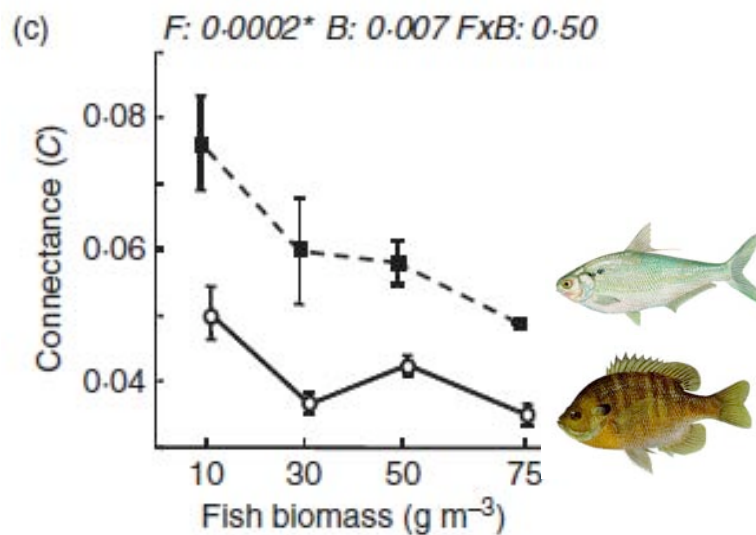 (c) F: 0·0002* B: 0·007 FxB: 0·50
Connectance (C)
0·08
0·06
0·04
10 30 50 75
Fish biomass (g m⁻³)